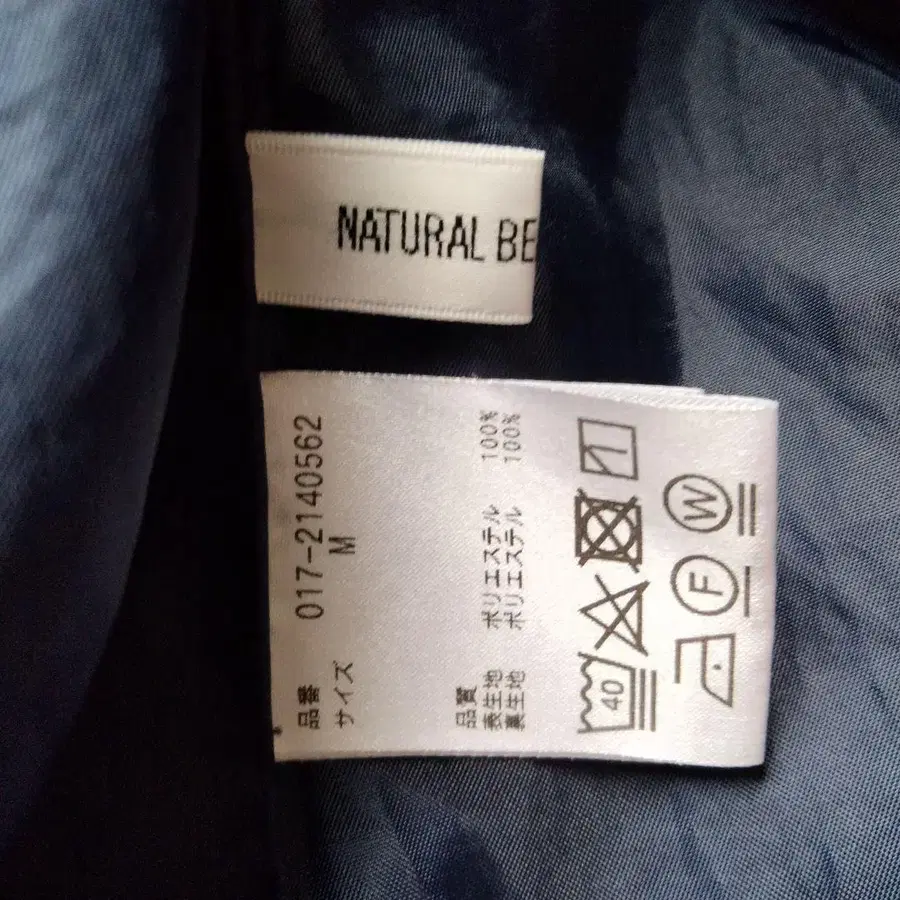 NATURAL BE
品番 017-2140562
サイズ M
品質
表生地 ポリエステル 100%
裏生地 ポリエステル 100%
40
F W